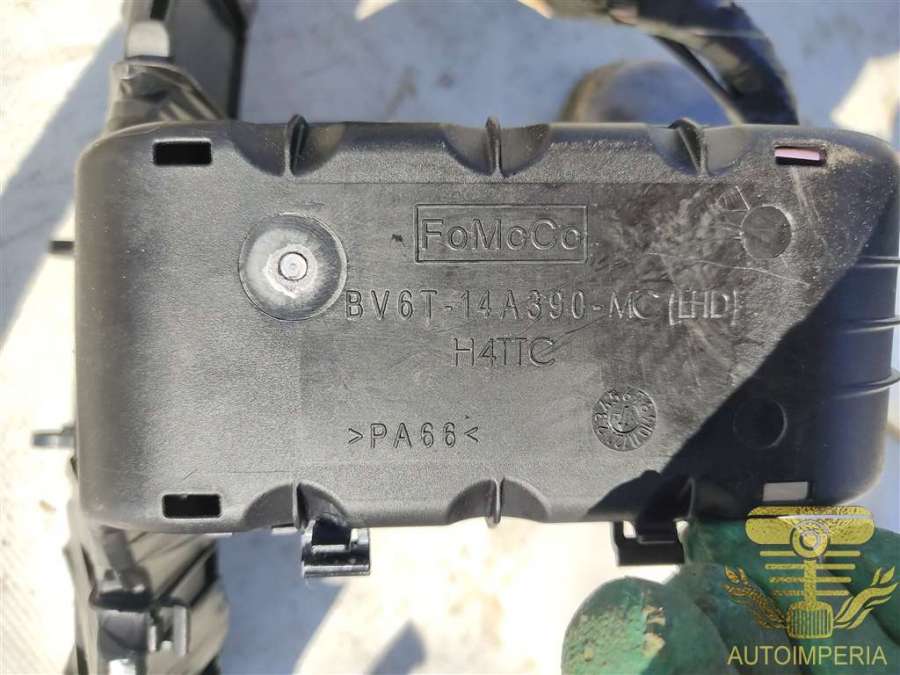 FoMoCo
BV6T-14A390-MC (LHD)
H4TTC
>PA66<
AUTOIMPERIA